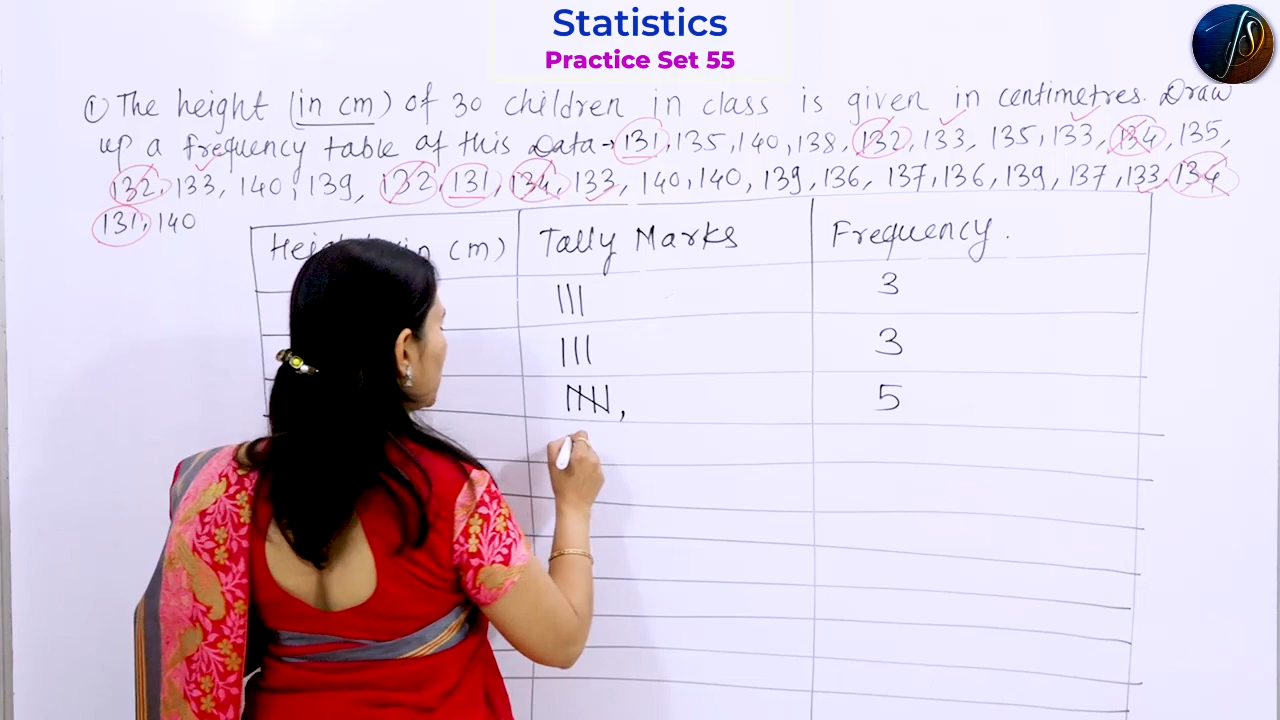 Statistics
Practice Set 55
① The height (in cm) of 30 children in class is given in centimetres. Draw
up a frequency table of this Data → 131, 135, 140, 138, 132, 133, 135, 133, 134, 135,
132, 133, 140, 139, 132, 131, 134, 133, 140, 140, 139, 136, 137, 136, 139, 137, 133, 134
131, 140
in cm) Tally Marks Frequency.
||| 3
||| 3
𝍸, 5